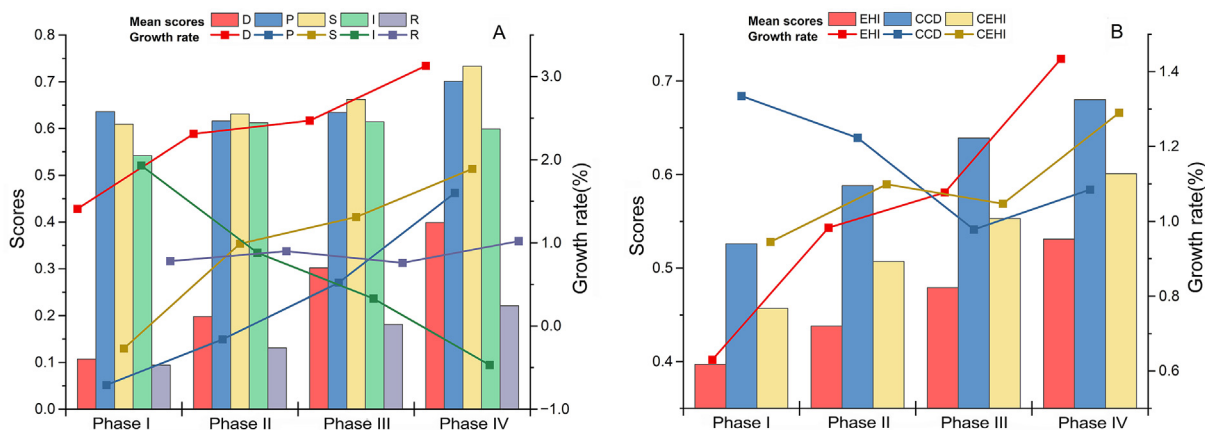 Mean scores D P S I R
Growth rate D P S I R
A
0.8
0.7
0.6
0.5
0.4
0.3
0.2
0.1
0.0
Scores
3.0
2.0
1.0
0.0
−1.0
Growth rate(%)
Phase I Phase II Phase III Phase IV
Mean scores EHI CCD CEHI
Growth rate EHI CCD CEHI
B
0.7
0.6
0.5
0.4
Scores
1.4
1.2
1.0
0.8
0.6
Growth rate(%)
Phase I Phase II Phase III Phase IV